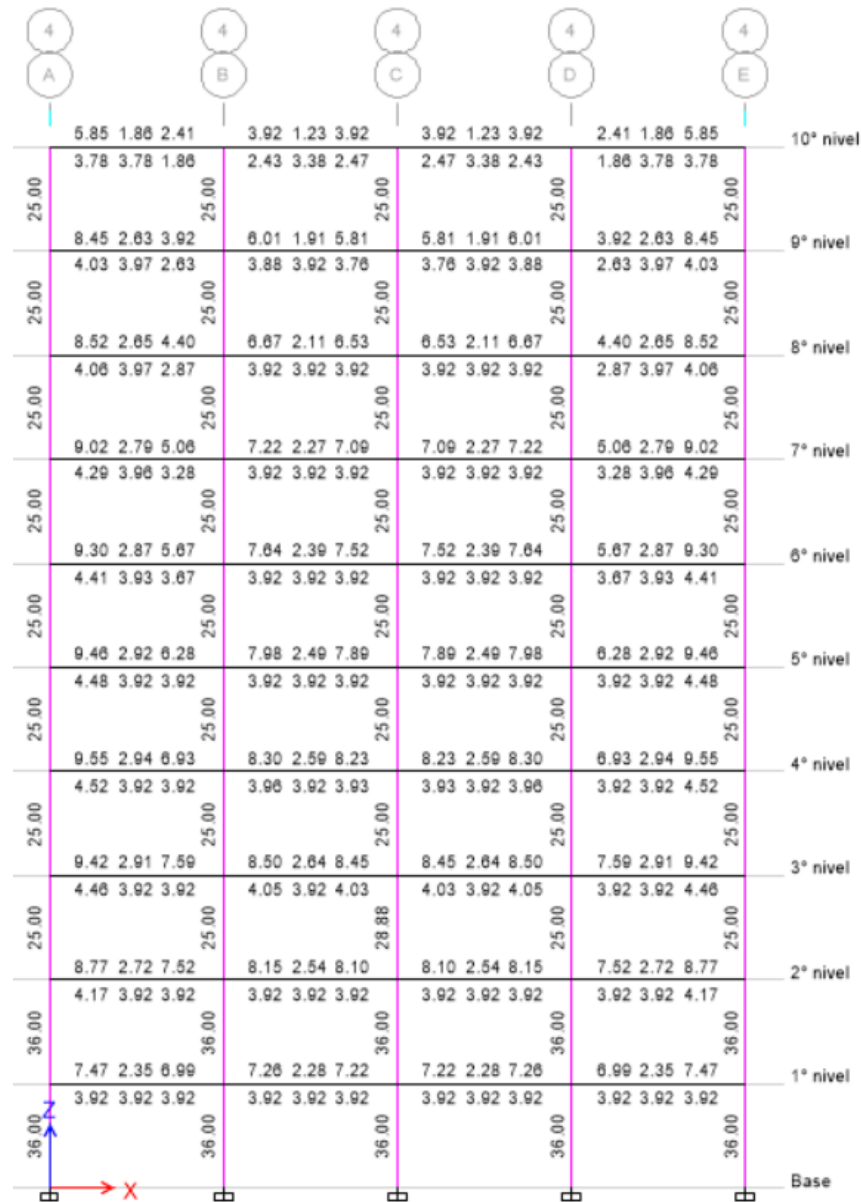 4 4 4 4 4
A B C D E
5.85 1.86 2.41 3.92 1.23 3.92 3.92 1.23 3.92 2.41 1.86 5.85 10° nivel
3.78 3.78 1.86 2.43 3.38 2.47 2.47 3.38 2.43 1.86 3.78 3.78
25.00 25.00 25.00 25.00 25.00
8.45 2.63 3.92 6.01 1.91 5.81 5.81 1.91 6.01 3.92 2.63 8.45 9° nivel
4.03 3.97 2.63 3.88 3.92 3.76 3.76 3.92 3.88 2.63 3.97 4.03
25.00 25.00 25.00 25.00 25.00
8.52 2.65 4.40 6.67 2.11 6.53 6.53 2.11 6.67 4.40 2.65 8.52 8° nivel
4.06 3.97 2.87 3.92 3.92 3.92 3.92 3.92 3.92 2.87 3.97 4.06
25.00 25.00 25.00 25.00 25.00
9.02 2.79 5.06 7.22 2.27 7.09 7.09 2.27 7.22 5.06 2.79 9.02 7° nivel
4.29 3.96 3.28 3.92 3.92 3.92 3.92 3.92 3.92 3.28 3.96 4.29
25.00 25.00 25.00 25.00 25.00
9.30 2.87 5.67 7.64 2.39 7.52 7.52 2.39 7.64 5.67 2.87 9.30 6° nivel
4.41 3.93 3.67 3.92 3.92 3.92 3.92 3.92 3.92 3.67 3.93 4.41
25.00 25.00 25.00 25.00 25.00
9.46 2.92 6.28 7.98 2.49 7.89 7.89 2.49 7.98 6.28 2.92 9.46 5° nivel
4.48 3.92 3.92 3.92 3.92 3.92 3.92 3.92 3.92 3.92 3.92 4.48
25.00 25.00 25.00 25.00 25.00
9.55 2.94 6.93 8.30 2.59 8.23 8.23 2.59 8.30 6.93 2.94 9.55 4° nivel
4.52 3.92 3.92 3.96 3.92 3.93 3.93 3.92 3.96 3.92 3.92 4.52
25.00 25.00 25.00 25.00 25.00
9.42 2.91 7.59 8.50 2.64 8.45 8.45 2.64 8.50 7.59 2.91 9.42 3° nivel
4.46 3.92 3.92 4.05 3.92 4.03 4.03 3.92 4.05 3.92 3.92 4.46
25.00 25.00 28.88 25.00 25.00
8.77 2.72 7.52 8.15 2.54 8.10 8.10 2.54 8.15 7.52 2.72 8.77 2° nivel
4.17 3.92 3.92 3.92 3.92 3.92 3.92 3.92 3.92 3.92 3.92 4.17
36.00 36.00 36.00 36.00 36.00
7.47 2.35 6.99 7.26 2.28 7.22 7.22 2.28 7.26 6.99 2.35 7.47 1° nivel
3.92 3.92 3.92 3.92 3.92 3.92 3.92 3.92 3.92 3.92 3.92 3.92
36.00 36.00 36.00 36.00 36.00
Z
X
Base